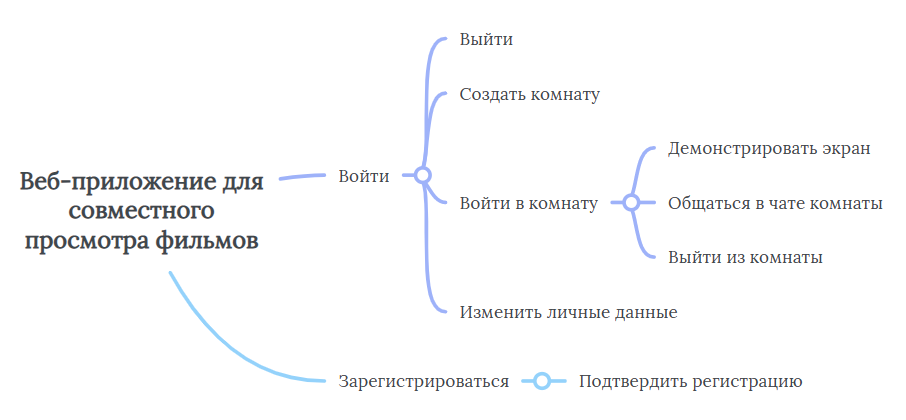 Веб-приложение для
совместного
просмотра фильмов
Войти
Выйти
Создать комнату
Войти в комнату
Демонстрировать экран
Общаться в чате комнаты
Выйти из комнаты
Изменить личные данные
Зарегистрироваться
Подтвердить регистрацию